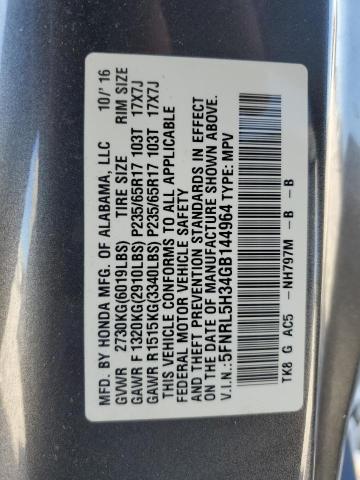 MFD. BY HONDA MFG. OF ALABAMA, LLC 10/'16
GVWR 2730KG(6019LBS) TIRE SIZE RIM SIZE
GAWR F 1320KG(2910LBS) P235/65R17 103T 17X7J
GAWR R 1515KG(3340LBS) P235/65R17 103T 17X7J
THIS VEHICLE CONFORMS TO ALL APPLICABLE
FEDERAL MOTOR VEHICLE SAFETY
AND THEFT PREVENTION STANDARDS IN EFFECT
ON THE DATE OF MANUFACTURE SHOWN ABOVE.
V.I.N.: 5FNRL5H34GB144964 TYPE: MPV
TK8 G AC5 - NH797M - B - B